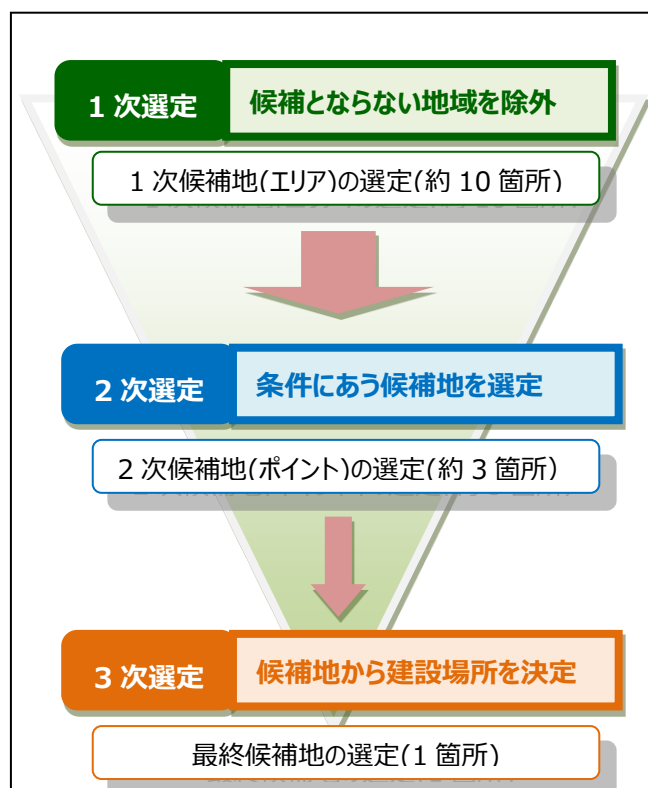 1 次選定 候補とならない地域を除外
1 次候補地(エリア)の選定(約 10 箇所)
2 次選定 条件にあう候補地を選定
2 次候補地(ポイント)の選定(約 3 箇所)
3 次選定 候補地から建設場所を決定
最終候補地の選定(1 箇所)